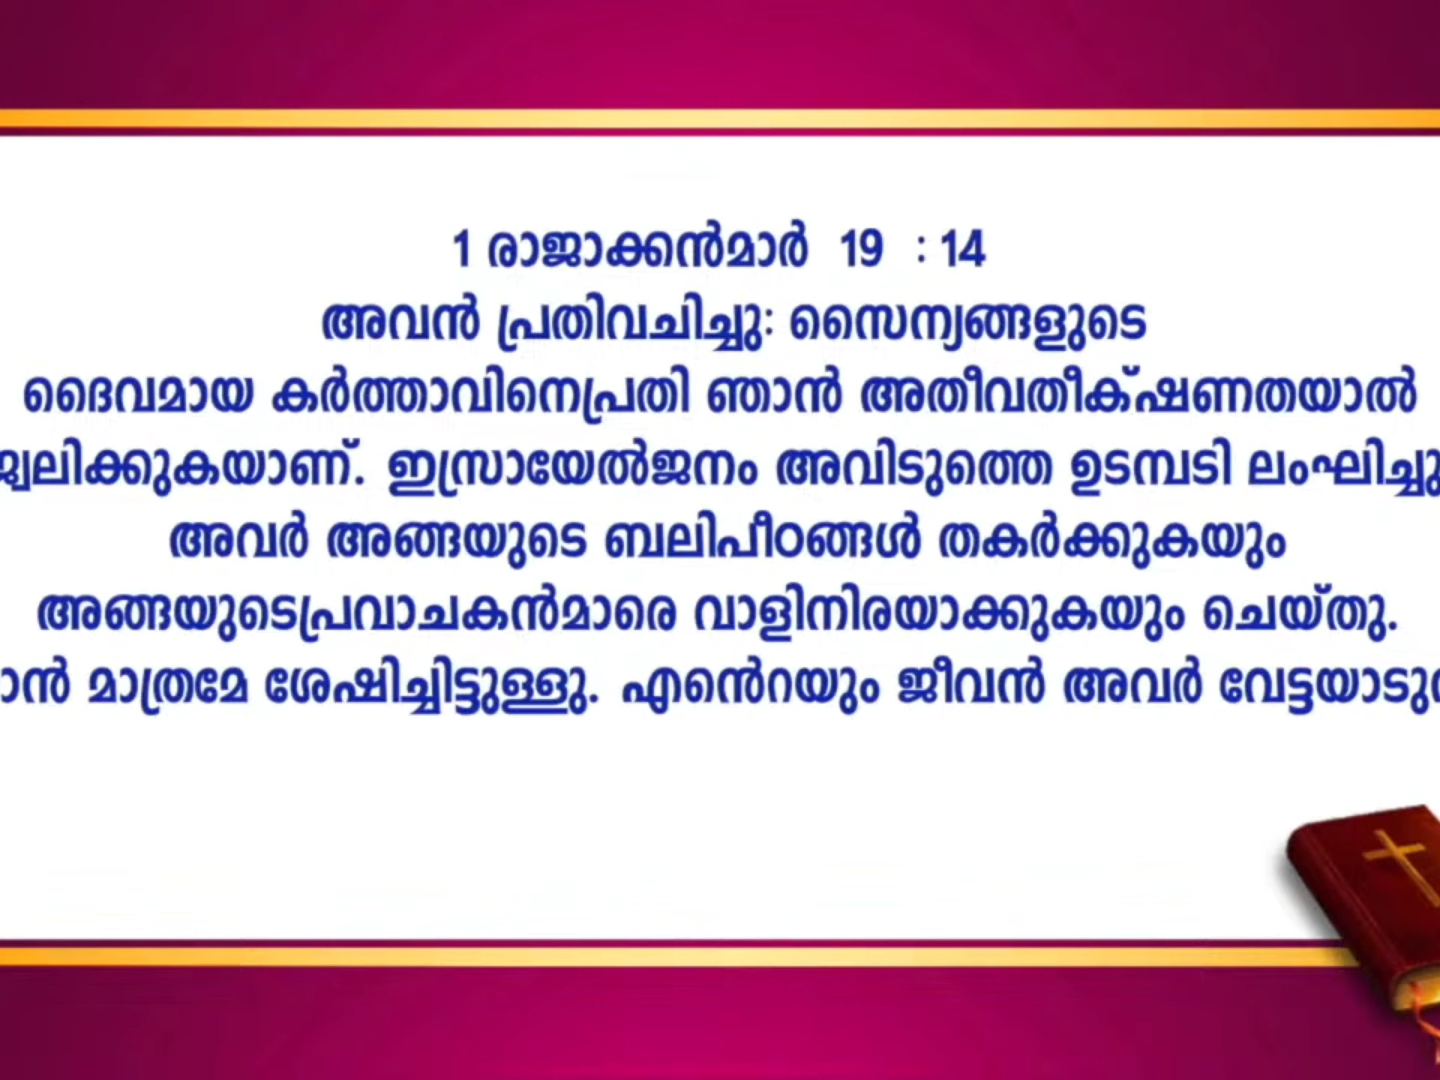 1 രാജാക്കൻമാർ 19 : 14
അവൻ പ്രതിവചിച്ചു: സൈന്യങ്ങളുടെ
ദൈവമായ കർത്താവിനെപ്രതി ഞാൻ അതീവതീക്‌ഷണതയാൽ
ജ്വലിക്കുകയാണ്. ഇസ്രായേൽജനം അവിടുത്തെ ഉടമ്പടി ലംഘിച്ചു
അവർ അങ്ങയുടെ ബലിപീഠങ്ങൾ തകർക്കുകയും
അങ്ങയുടെപ്രവാചകൻമാരെ വാളിനിരയാക്കുകയും ചെയ്തു.
മാത്രമേ ശേഷിച്ചിട്ടുള്ളു. എൻെറയും ജീവൻ അവർ